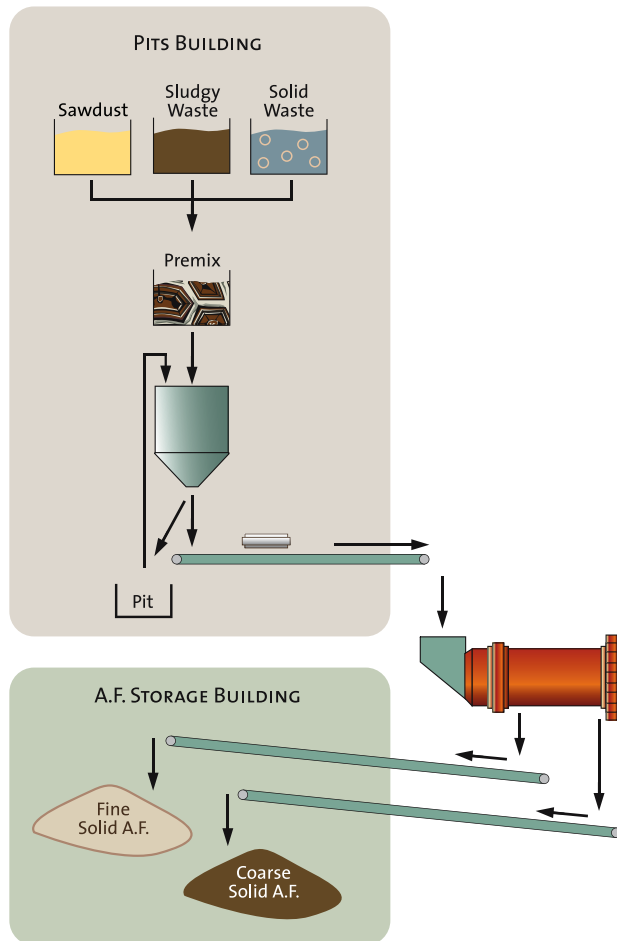 Pits Building
Sawdust
Sludgy
Waste
Solid
Waste
Premix
Pit
A.F. Storage Building
Fine
Solid A.F.
Coarse
Solid A.F.